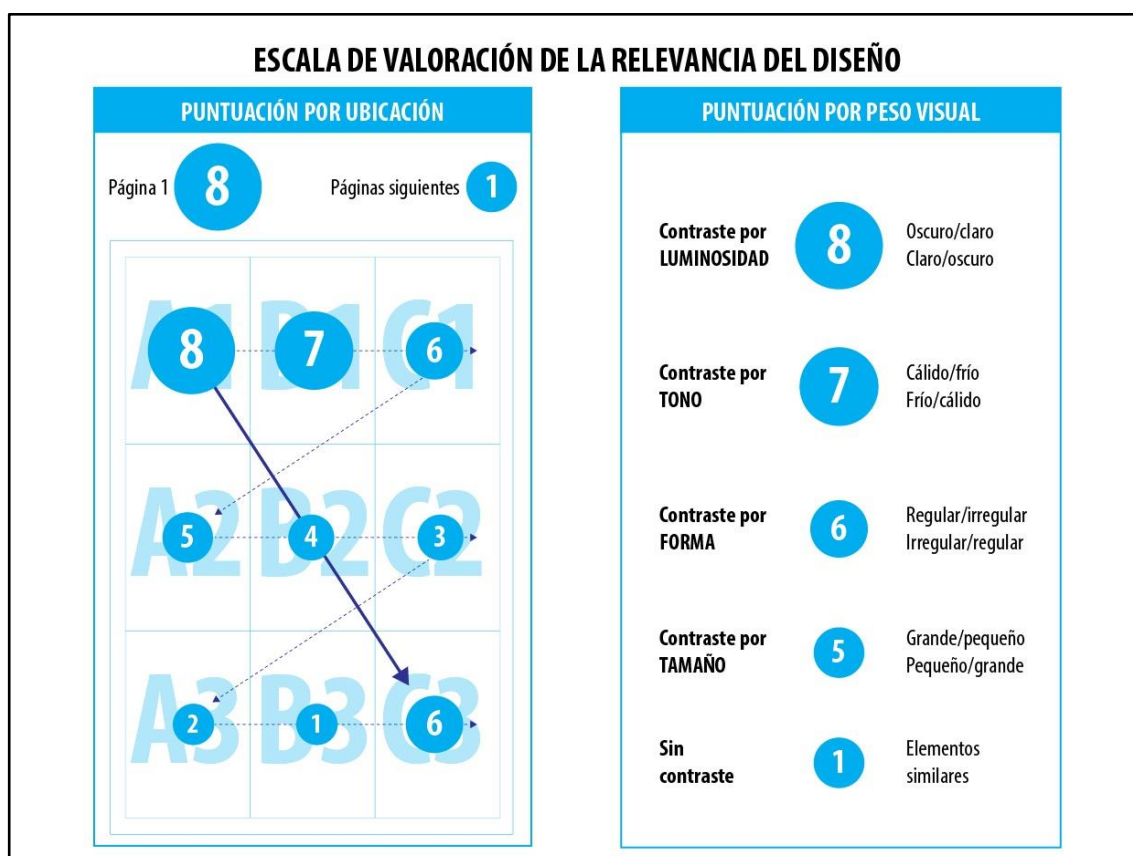 ESCALA DE VALORACIÓN DE LA RELEVANCIA DEL DISEÑO
PUNTUACIÓN POR UBICACIÓN
Página 1
8
Páginas siguientes
1
A1
8
B1
7
C1
6
A2
5
B2
4
C2
3
A3
2
B3
1
C3
6
PUNTUACIÓN POR PESO VISUAL
Contraste por
LUMINOSIDAD
8
Oscuro/claro
Claro/oscuro
Contraste por
TONO
7
Cálido/frío
Frío/cálido
Contraste por
FORMA
6
Regular/irregular
Irregular/regular
Contraste por
TAMAÑO
5
Grande/pequeño
Pequeño/grande
Sin
contraste
1
Elementos
similares